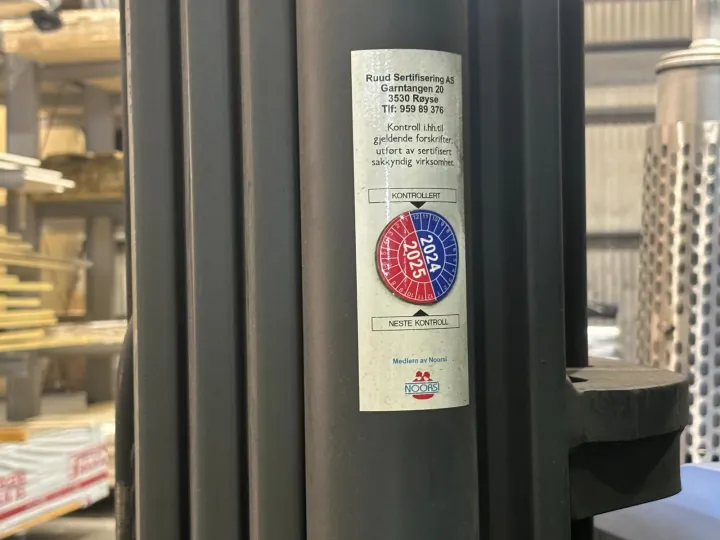 Ruud Sertifisering AS
Garntangen 20
3530 Røyse
Tlf: 959 89 376
Kontroll i.hh.til
gjeldende forskrifter,
utført av sertifisert
sakkyndig virksomhet.
KONTROLLERT
2024
2025
NESTE KONTROLL
Medlem av Noorsi
NOORSI